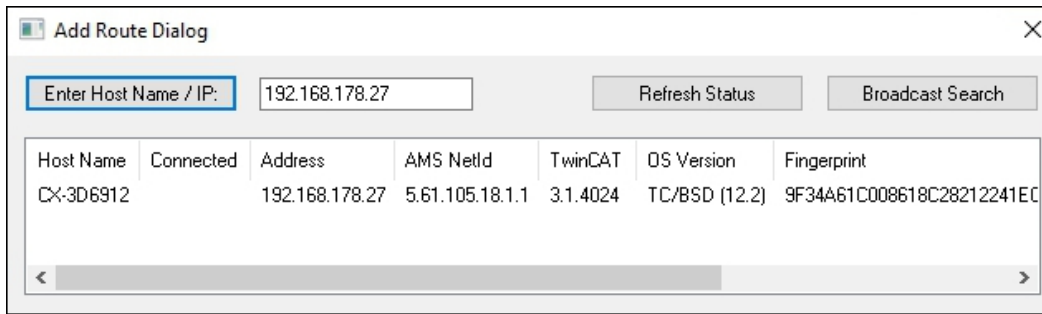 Add Route Dialog
Enter Host Name / IP: 192.168.178.27 Refresh Status Broadcast Search
Host Name Connected Address AMS NetId TwinCAT OS Version Fingerprint
CX-3D6912 192.168.178.27 5.61.105.18.1.1 3.1.4024 TC/BSD (12.2) 9F34A61C008618C28212241EC